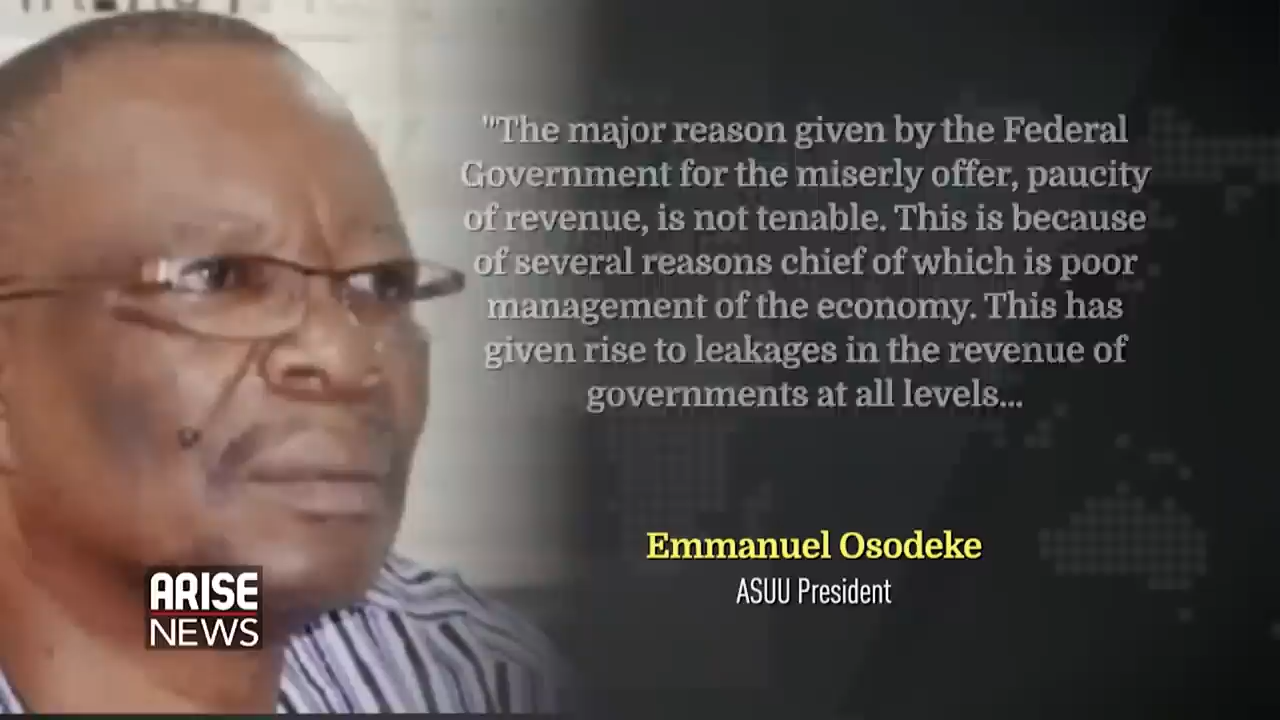 "The major reason given by the Federal
Government for the miserly offer, paucity
of revenue, is not tenable. This is because
of several reasons chief of which is poor
management of the economy. This has
given rise to leakages in the revenue of
governments at all levels...
Emmanuel Osodeke
ASUU President
ARISE
NEWS